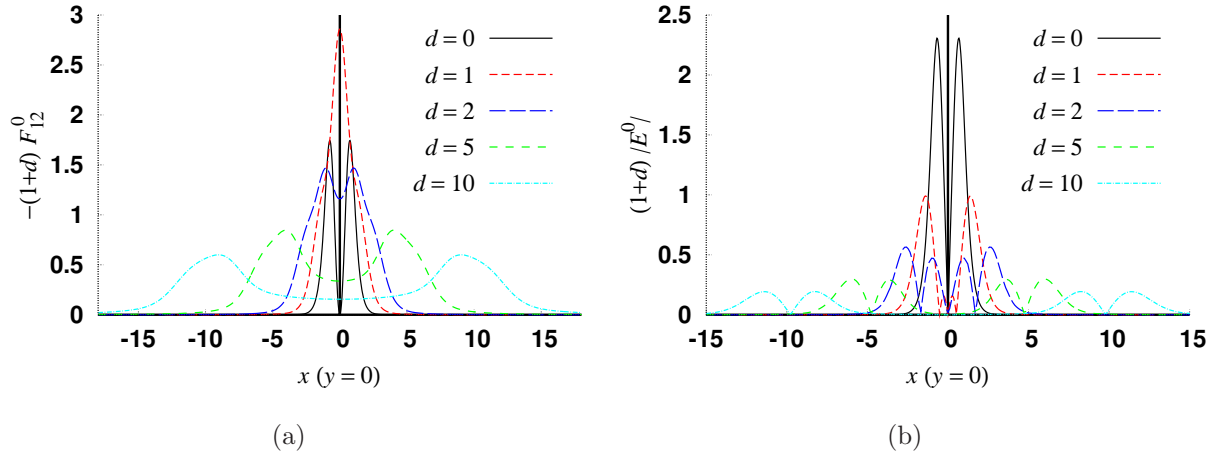 3
2.5
2
1.5
1
0.5
0
-15
-10
-5
0
5
10
15
−(1+d) F⁰₁₂
x (y = 0)
d = 0
d = 1
d = 2
d = 5
d = 10
(a)
2.5
2
1.5
1
0.5
0
-15
-10
-5
0
5
10
15
(1+d) |E⁰|
x (y = 0)
d = 0
d = 1
d = 2
d = 5
d = 10
(b)